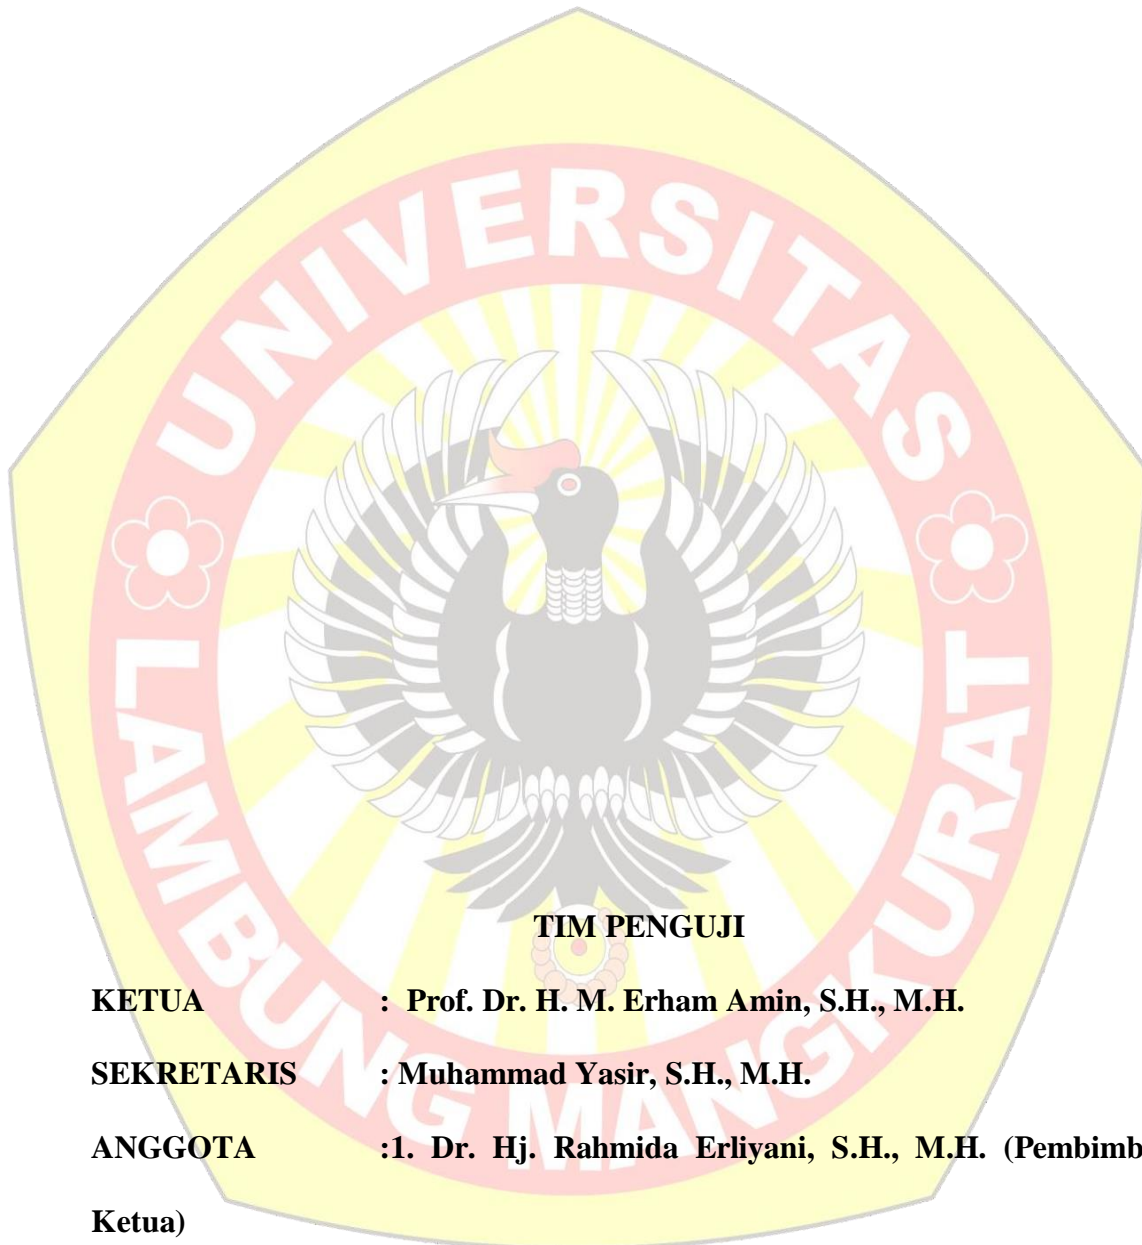 UNIVERSITAS
LAMBUNG MANGKURAT
TIM PENGUJI
KETUA : Prof. Dr. H. M. Erham Amin, S.H., M.H.
SEKRETARIS : Muhammad Yasir, S.H., M.H.
ANGGOTA :1. Dr. Hj. Rahmida Erliyani, S.H., M.H. (Pembimb
Ketua)